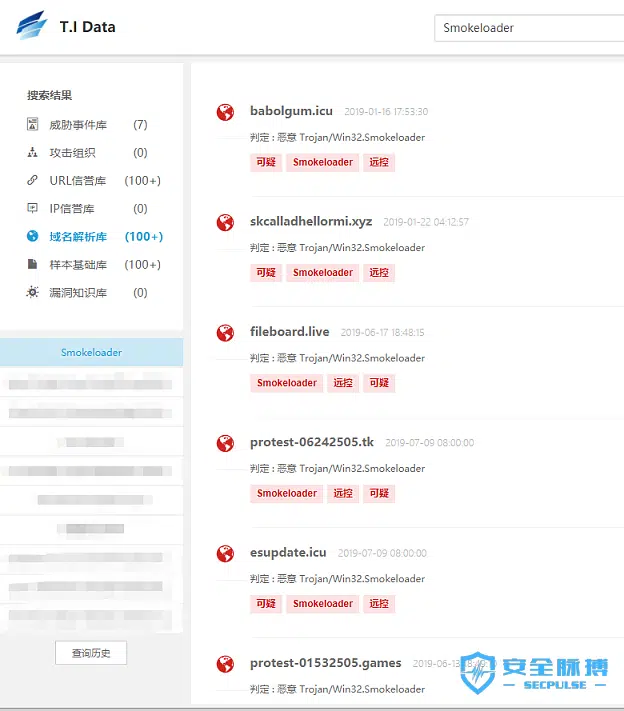 T.I Data
Smokeloader
搜索结果
威胁事件库 (7)
攻击组织 (0)
URL信誉库 (100+)
IP信誉库 (0)
域名解析库 (100+)
样本基础库 (100+)
漏洞知识库 (0)
Smokeloader
查询历史
babolgum.icu 2019-01-16 17:53:30
判定 : 恶意 Trojan/Win32.Smokeloader
可疑 Smokeloader 远控
skcalladhellormi.xyz 2019-01-22 04:12:57
判定 : 恶意 Trojan/Win32.Smokeloader
可疑 Smokeloader 远控
fileboard.live 2019-06-17 18:48:15
判定 : 恶意 Trojan/Win32.Smokeloader
Smokeloader 远控 可疑
protest-06242505.tk 2019-07-09 08:00:00
判定 : 恶意 Trojan/Win32.Smokeloader
Smokeloader 远控 可疑
esupdate.icu 2019-07-09 08:00:00
判定 : 恶意 Trojan/Win32.Smokeloader
可疑 Smokeloader 远控
protest-01532505.games 2019-06-13
判定 : 恶意 Trojan/Win32.Smokeloader
安全脉搏
SECPULSE